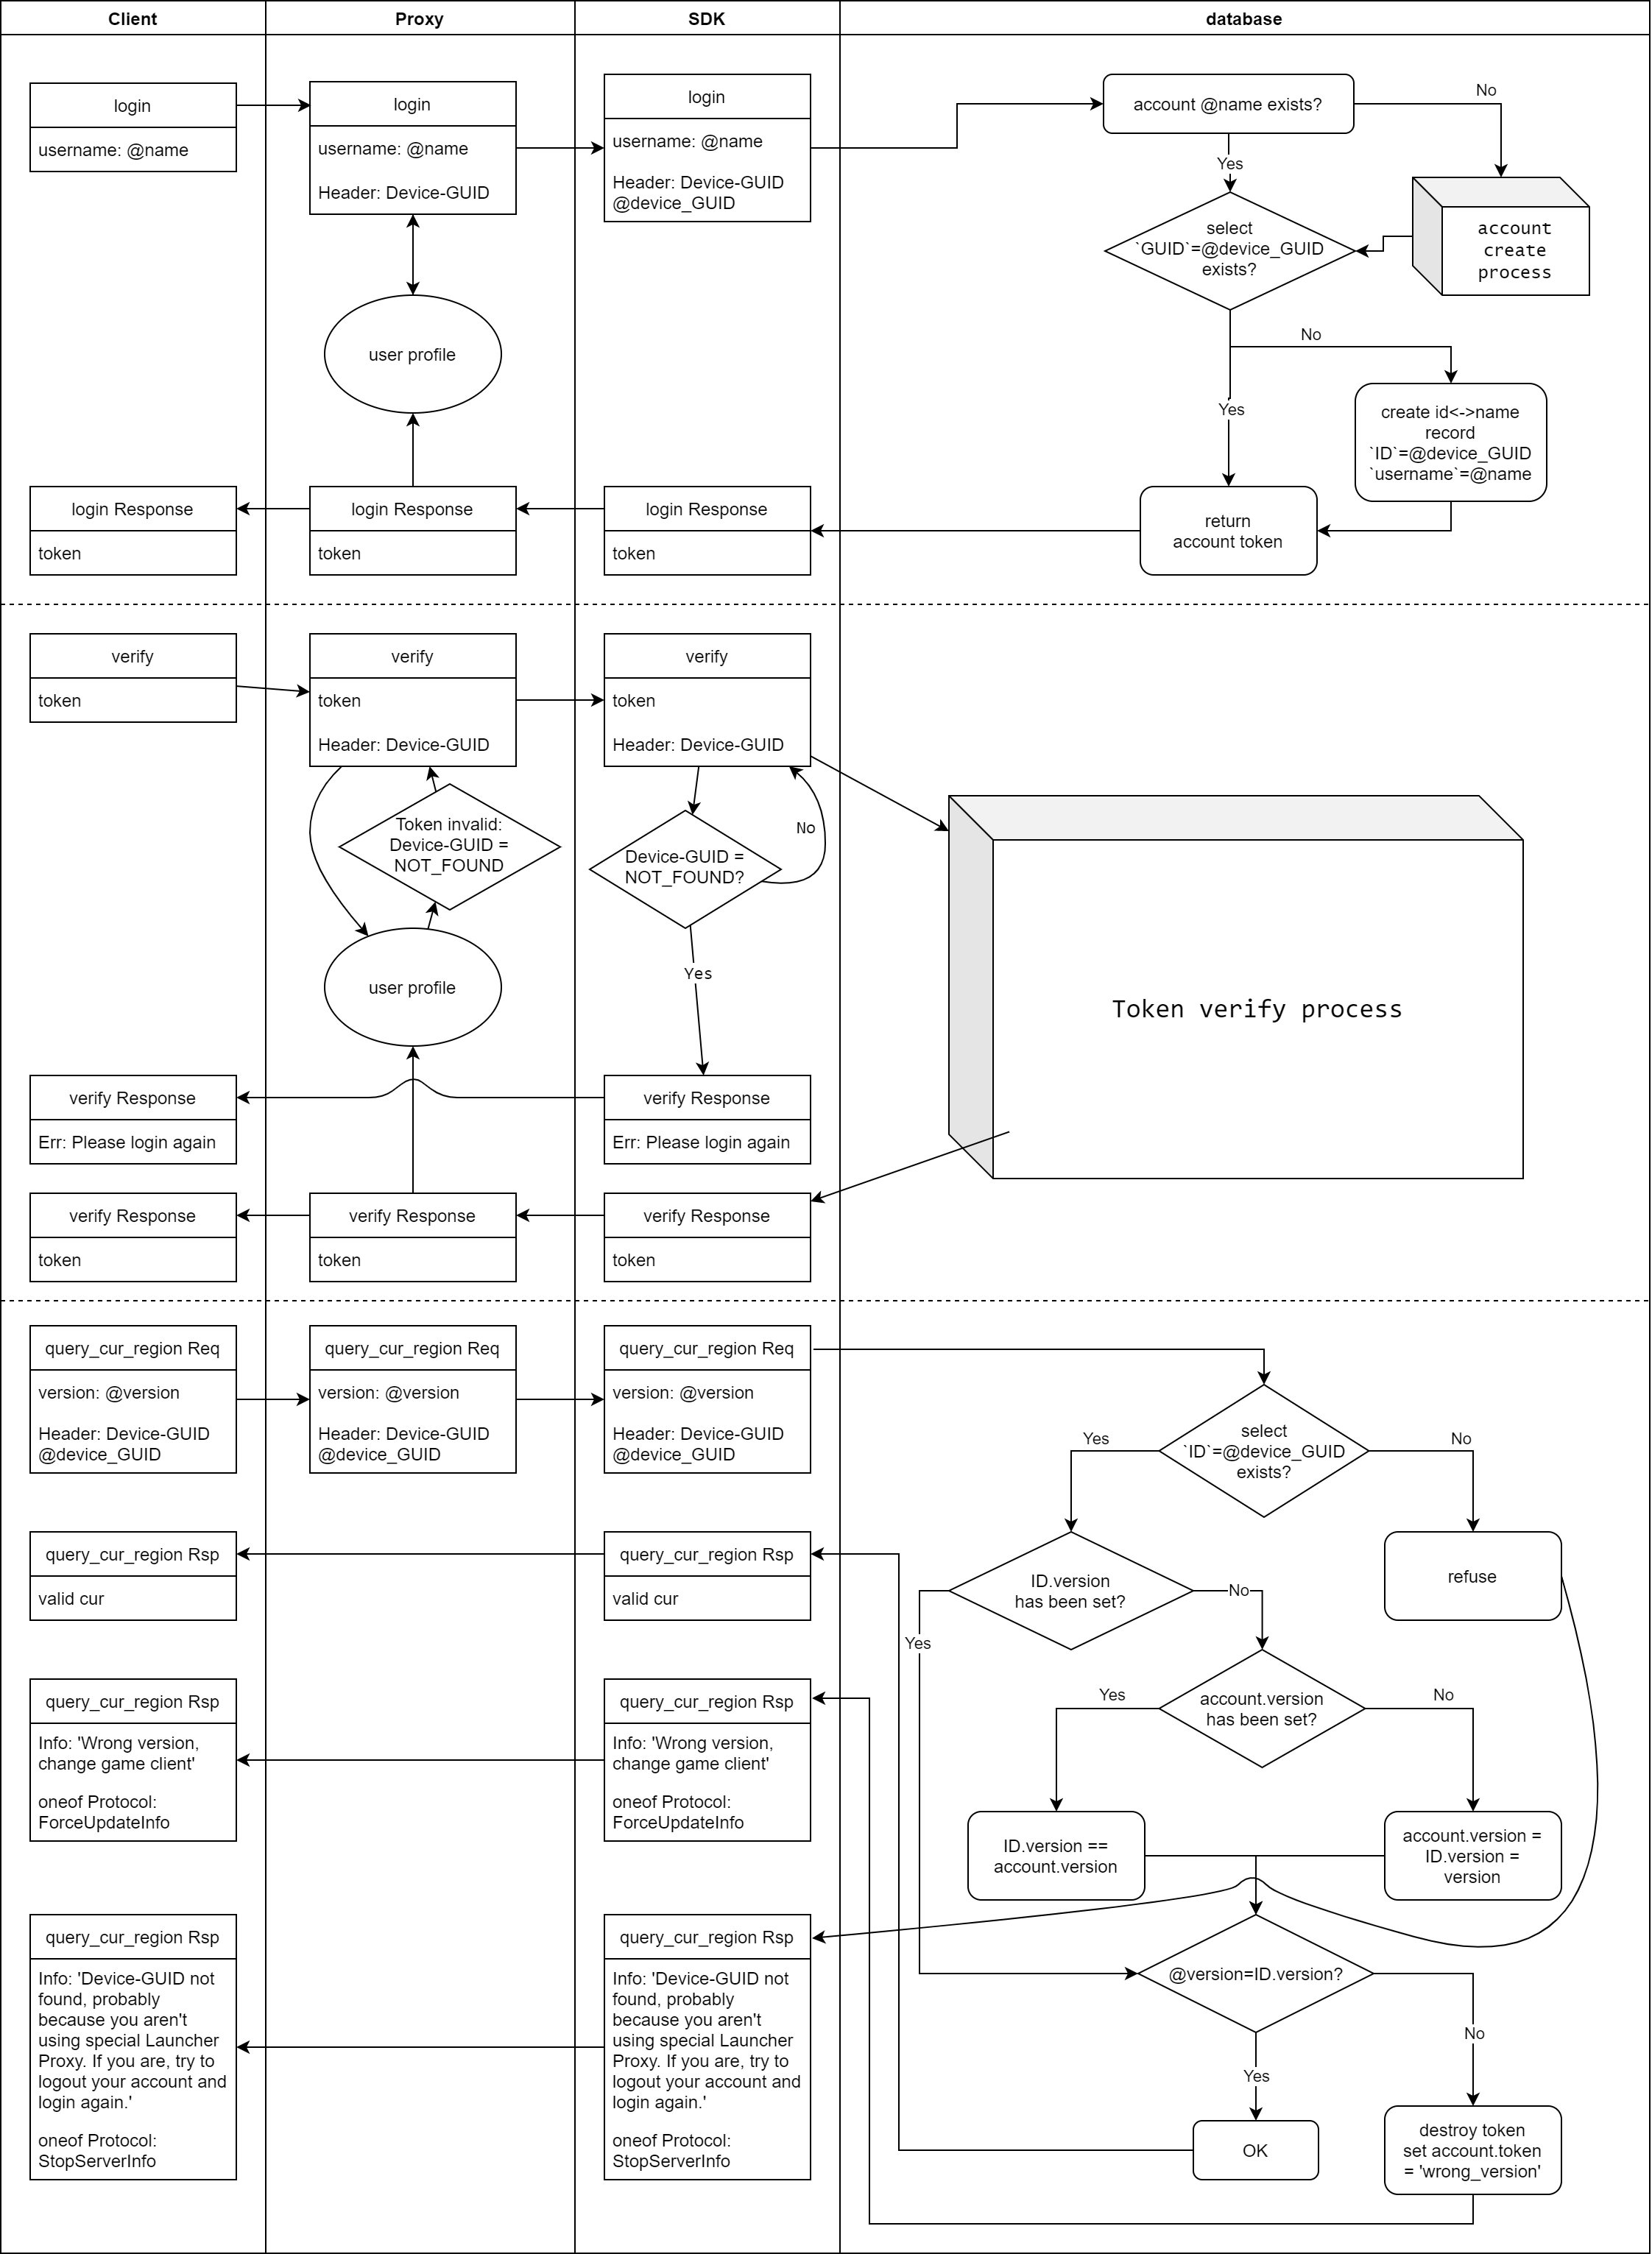 Client
Proxy
SDK
database
login
username: @name
login
username: @name
Header: Device-GUID
login
username: @name
Header: Device-GUID
@device_GUID
account @name exists?
No
Yes
select
`GUID`=@device_GUID
exists?
account
create
process
No
Yes
create id<->name
record
`ID`=@device_GUID
`username`=@name
return
account token
user profile
login Response
token
login Response
token
login Response
token
verify
token
verify
token
Header: Device-GUID
verify
token
Header: Device-GUID
Token invalid:
Device-GUID =
NOT_FOUND
user profile
Device-GUID =
NOT_FOUND?
No
Yes
Token verify process
verify Response
Err: Please login again
verify Response
Err: Please login again
verify Response
token
verify Response
token
verify Response
token
query_cur_region Req
version: @version
Header: Device-GUID
@device_GUID
query_cur_region Req
version: @version
Header: Device-GUID
@device_GUID
query_cur_region Req
version: @version
Header: Device-GUID
@device_GUID
select
`ID`=@device_GUID
exists?
Yes
No
query_cur_region Rsp
valid cur
query_cur_region Rsp
valid cur
ID.version
has been set?
No
Yes
refuse
account.version
has been set?
Yes
No
query_cur_region Rsp
Info: 'Wrong version,
change game client'
oneof Protocol:
ForceUpdateInfo
query_cur_region Rsp
Info: 'Wrong version,
change game client'
oneof Protocol:
ForceUpdateInfo
ID.version ==
account.version
account.version =
ID.version =
version
query_cur_region Rsp
Info: 'Device-GUID not
found, probably
because you aren't
using special Launcher
Proxy. If you are, try to
logout your account and
login again.'
oneof Protocol:
StopServerInfo
query_cur_region Rsp
Info: 'Device-GUID not
found, probably
because you aren't
using special Launcher
Proxy. If you are, try to
logout your account and
login again.'
oneof Protocol:
StopServerInfo
@version=ID.version?
No
Yes
OK
destroy token
set account.token
= 'wrong_version'